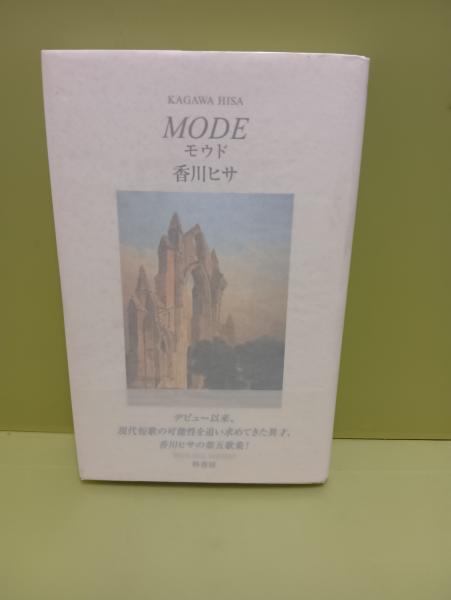 KAGAWA HISA
MODE
モウド
香川ヒサ
デビュー以来、
現代短歌の可能性を追い求めてきた異才、
香川ヒサの第五歌集!